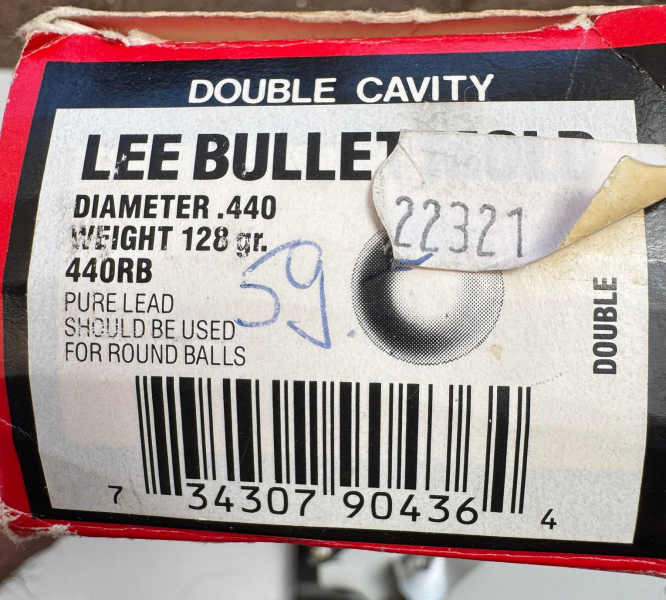 DOUBLE CAVITY
LEE BULLET
DIAMETER .440
WEIGHT 128 gr.
440RB
PURE LEAD
SHOULD BE USED
FOR ROUND BALLS
59.-
22321
DOUBLE
7 34307 90436 4